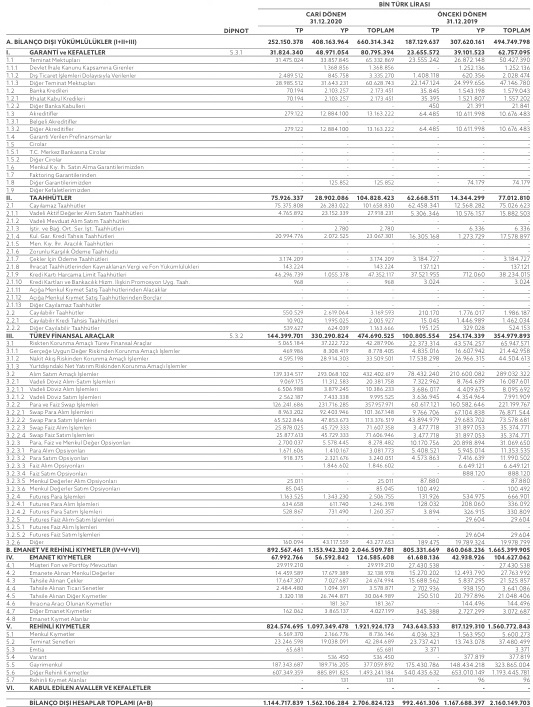 BİN TÜRK LİRASI
CARİ DÖNEM ÖNCEKİ DÖNEM
31.12.2020 31.12.2019
DİPNOT TP YP TOPLAM TP YP TOPLAM
A. BİLANÇO DIŞI YÜKÜMLÜLÜKLER (I+II+III) 252.150.378 408.163.964 660.314.342 187.129.637 307.620.161 494.749.798
I. GARANTİ ve KEFALETLER 5.3.1 31.824.340 48.971.054 80.795.394 23.655.572 39.101.523 62.757.095
1.1 Teminat Mektupları 31.475.024 33.857.845 65.332.869 23.555.242 26.872.148 50.427.390
1.1.1 Devlet İhale Kanunu Kapsamına Girenler - 1.368.856 1.368.856 - 1.252.136 1.252.136
1.1.2 Dış Ticaret İşlemleri Dolayısıyla Verilenler 2.489.512 845.758 3.335.270 1.408.118 620.356 2.028.474
1.1.3 Diğer Teminat Mektupları 28.985.512 31.643.231 60.628.743 22.147.124 24.999.656 47.146.780
1.2 Banka Kredileri 70.194 2.103.257 2.173.451 35.845 1.543.198 1.579.043
1.2.1 İthalat Kabul Kredileri 70.194 2.103.257 2.173.451 35.395 1.521.807 1.557.202
1.2.2 Diğer Banka Kabulleri - - - 450 21.391 21.841
1.3 Akreditifler 279.122 12.884.100 13.163.222 64.485 10.611.998 10.676.483
1.3.1 Belgeli Akreditifler - - - - - -
1.3.2 Diğer Akreditifler 279.122 12.884.100 13.163.222 64.485 10.611.998 10.676.483
1.4 Garanti Verilen Prefinansmanlar - - - - - -
1.5 Cirolar - - - - - -
1.5.1 T.C. Merkez Bankasına Cirolar - - - - - -
1.5.2 Diğer Cirolar - - - - - -
1.6 Menkul Kıy. İh. Satın Alma Garantilerimizden - - - - - -
1.7 Faktoring Garantilerinden - - - - - -
1.8 Diğer Garantilerimizden - 125.852 125.852 - 74.179 74.179
1.9 Diğer Kefaletlerimizden - - - - - -
II. TAAHHÜTLER 75.926.337 28.902.086 104.828.423 62.668.511 14.344.299 77.012.810
2.1 Cayılamaz Taahhütler 75.375.808 26.283.022 101.658.830 62.458.341 12.568.282 75.026.623
2.1.1 Vadeli Aktif Değerler Alım Satım Taahhütleri 4.765.892 23.152.339 27.918.231 5.306.346 10.576.157 15.882.503
2.1.2 Vadeli Mevduat Alım Satım Taahhütleri - - - - - -
2.1.3 İştir. ve Bağ. Ort. Ser. İşt. Taahhütleri - 2.780 2.780 - 6.336 6.336
2.1.4 Kul. Gar. Kredi Tahsis Taahhütleri 20.994.776 2.072.525 23.067.301 16.305.168 1.273.729 17.578.897
2.1.5 Men. Kıy. İhr. Aracılık Taahhütleri - - - - - -
2.1.6 Zorunlu Karşılık Ödeme Taahhüdü - - - - - -
2.1.7 Çekler İçin Ödeme Taahhütleri 3.174.209 - 3.174.209 3.184.727 - 3.184.727
2.1.8 İhracat Taahhütlerinden Kaynaklanan Vergi ve Fon Yükümlülükleri 143.224 - 143.224 137.121 - 137.121
2.1.9 Kredi Kartı Harcama Limit Taahhütleri 46.296.739 1.055.378 47.352.117 37.521.955 712.060 38.234.015
2.1.10 Kredi Kartları ve Bankacılık Hizm. İlişkin Promosyon Uyg. Taah. 968 - 968 3.024 - 3.024
2.1.11 Açığa Menkul Kıymet Satış Taahhütlerinden Alacaklar - - - - - -
2.1.12 Açığa Menkul Kıymet Satış Taahhütlerinden Borçlar - - - - - -
2.1.13 Diğer Cayılamaz Taahhütler - - - - - -
2.2 Cayılabilir Taahhütler 550.529 2.619.064 3.169.593 210.170 1.776.017 1.986.187
2.2.1 Cayılabilir Kredi Tahsis Taahhütleri 10.902 1.995.025 2.005.927 15.045 1.446.989 1.462.034
2.2.2 Diğer Cayılabilir Taahhütler 539.627 624.039 1.163.666 195.125 329.028 524.153
III. TÜREV FİNANSAL ARAÇLAR 5.3.2 144.399.701 330.290.824 474.690.525 100.805.554 254.174.339 354.979.893
3.1 Riskten Korunma Amaçlı Türev Finansal Araçlar 5.065.184 37.222.722 42.287.906 22.373.314 43.574.257 65.947.571
3.1.1 Gerçeğe Uygun Değer Riskinden Korunma Amaçlı İşlemler 469.986 8.308.419 8.778.405 4.835.016 16.607.942 21.442.958
3.1.2 Nakit Akış Riskinden Korunma Amaçlı İşlemler 4.595.198 28.914.303 33.509.501 17.538.298 26.966.315 44.504.613
3.1.3 Yurtdışındaki Net Yatırım Riskinden Korunma Amaçlı İşlemler - - - - - -
3.2 Alım Satım Amaçlı İşlemler 139.334.517 293.068.102 432.402.619 78.432.240 210.600.082 289.032.322
3.2.1 Vadeli Döviz Alım-Satım İşlemleri 9.069.175 11.312.583 20.381.758 7.322.962 8.764.639 16.087.601
3.2.1.1 Vadeli Döviz Alım İşlemleri 6.506.988 3.879.245 10.386.233 3.686.017 4.409.675 8.095.692
3.2.1.2 Vadeli Döviz Satım İşlemleri 2.562.187 7.433.338 9.995.525 3.636.945 4.354.964 7.991.909
3.2.2 Para ve Faiz Swap İşlemleri 126.241.686 231.716.285 357.957.971 60.617.121 160.582.646 221.199.767
3.2.2.1 Swap Para Alım İşlemleri 8.963.202 92.403.946 101.367.148 9.766.706 67.104.838 76.871.544
3.2.2.2 Swap Para Satım İşlemleri 65.522.846 47.853.673 113.376.519 43.894.979 29.683.702 73.578.681
3.2.2.3 Swap Faiz Alım İşlemleri 25.878.025 45.729.333 71.607.358 3.477.718 31.897.053 35.374.771
3.2.2.4 Swap Faiz Satım İşlemleri 25.877.613 45.729.333 71.606.946 3.477.718 31.897.053 35.374.771
3.2.3 Para, Faiz ve Menkul Değer Opsiyonları 2.700.037 5.578.445 8.278.482 10.170.756 20.898.894 31.069.650
3.2.3.1 Para Alım Opsiyonları 1.671.606 1.410.167 3.081.773 5.408.521 5.945.014 11.353.535
3.2.3.2 Para Satım Opsiyonları 918.375 2.321.676 3.240.051 4.573.863 7.416.639 11.990.502
3.2.3.3 Faiz Alım Opsiyonları - 1.846.602 1.846.602 - 6.649.121 6.649.121
3.2.3.4 Faiz Satım Opsiyonları - - - - 888.120 888.120
3.2.3.5 Menkul Değerler Alım Opsiyonları 25.011 - 25.011 87.880 - 87.880
3.2.3.6 Menkul Değerler Satım Opsiyonları 85.045 - 85.045 100.492 - 100.492
3.2.4 Futures Para İşlemleri 1.163.525 1.343.230 2.506.755 131.926 534.975 666.901
3.2.4.1 Futures Para Alım İşlemleri 634.658 611.740 1.246.398 128.032 208.060 336.092
3.2.4.2 Futures Para Satım İşlemleri 528.867 731.490 1.260.357 3.894 326.915 330.809
3.2.5 Futures Faiz Alım-Satım İşlemleri - - - - 29.604 29.604
3.2.5.1 Futures Faiz Alım İşlemleri - - - - - -
3.2.5.2 Futures Faiz Satım İşlemleri - - - - 29.604 29.604
3.2.6 Diğer 160.094 43.117.559 43.277.653 189.475 19.789.324 19.978.799
B. EMANET VE REHİNLİ KIYMETLER (IV+V+VI) 892.567.461 1.153.942.320 2.046.509.781 805.331.669 860.068.236 1.665.399.905
IV. EMANET KIYMETLER 67.992.766 56.592.842 124.585.608 61.688.136 42.938.926 104.627.062
4.1 Müşteri Fon ve Portföy Mevcutları 29.919.210 - 29.919.210 27.430.538 - 27.430.538
4.2 Emanete Alınan Menkul Değerler 14.459.589 17.679.389 32.138.978 15.270.202 12.493.790 27.763.992
4.3 Tahsile Alınan Çekler 17.647.307 7.027.687 24.674.994 15.688.562 5.837.295 21.525.857
4.4 Tahsile Alınan Ticari Senetler 2.484.480 1.094.391 3.578.871 2.702.936 938.150 3.641.086
4.5 Tahsile Alınan Diğer Kıymetler 3.320.118 26.744.871 30.064.989 250.510 20.797.896 21.048.406
4.6 İhracına Aracı Olunan Kıymetler - 181.367 181.367 - 144.496 144.496
4.7 Diğer Emanet Kıymetler 162.062 3.865.137 4.027.199 345.388 2.727.299 3.072.687
4.8 Emanet Kıymet Alanlar - - - - - -
V. REHİNLİ KIYMETLER 824.574.695 1.097.349.478 1.921.924.173 743.643.533 817.129.310 1.560.772.843
5.1 Menkul Kıymetler 6.569.370 2.166.776 8.736.146 4.036.323 1.563.950 5.600.273
5.2 Teminat Senetleri 23.246.598 19.038.091 42.284.689 23.737.421 13.743.078 37.480.499
5.3 Emtia 65.681 - 65.681 3.371 - 3.371
5.4 Varant - - - - - -
5.5 Gayrimenkul 187.343.687 189.716.205 377.059.892 175.430.786 148.434.218 323.865.004
5.6 Diğer Rehinli Kıymetler 607.349.359 885.891.825 1.493.241.184 540.435.632 653.010.149 1.193.445.781
5.7 Rehinli Kıymet Alanlar - 131 131 - 96 96
VI. KABUL EDİLEN AVALLER VE KEFALETLER - - - - - -
BİLANÇO DIŞI HESAPLAR TOPLAMI (A+B) 1.144.717.839 1.562.106.284 2.706.824.123 992.461.306 1.167.688.397 2.160.149.703